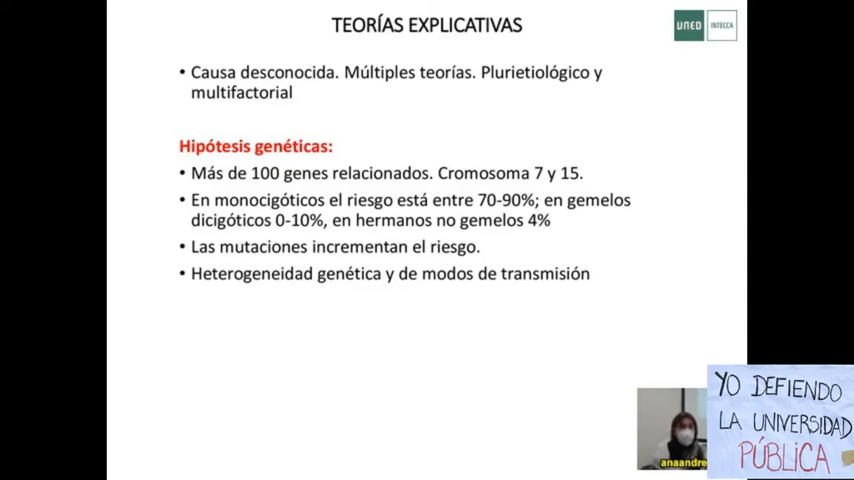 TEORÍAS EXPLICATIVAS
UNED
INTECCA
• Causa desconocida. Múltiples teorías. Plurietiológico y
multifactorial
Hipótesis genéticas:
• Más de 100 genes relacionados. Cromosoma 7 y 15.
• En monocigóticos el riesgo está entre 70-90%; en gemelos
dicigóticos 0-10%, en hermanos no gemelos 4%
• Las mutaciones incrementan el riesgo.
• Heterogeneidad genética y de modos de transmisión
YO DEFIENDO
LA UNIVERSIDAD
PÚBLICA
anaandre